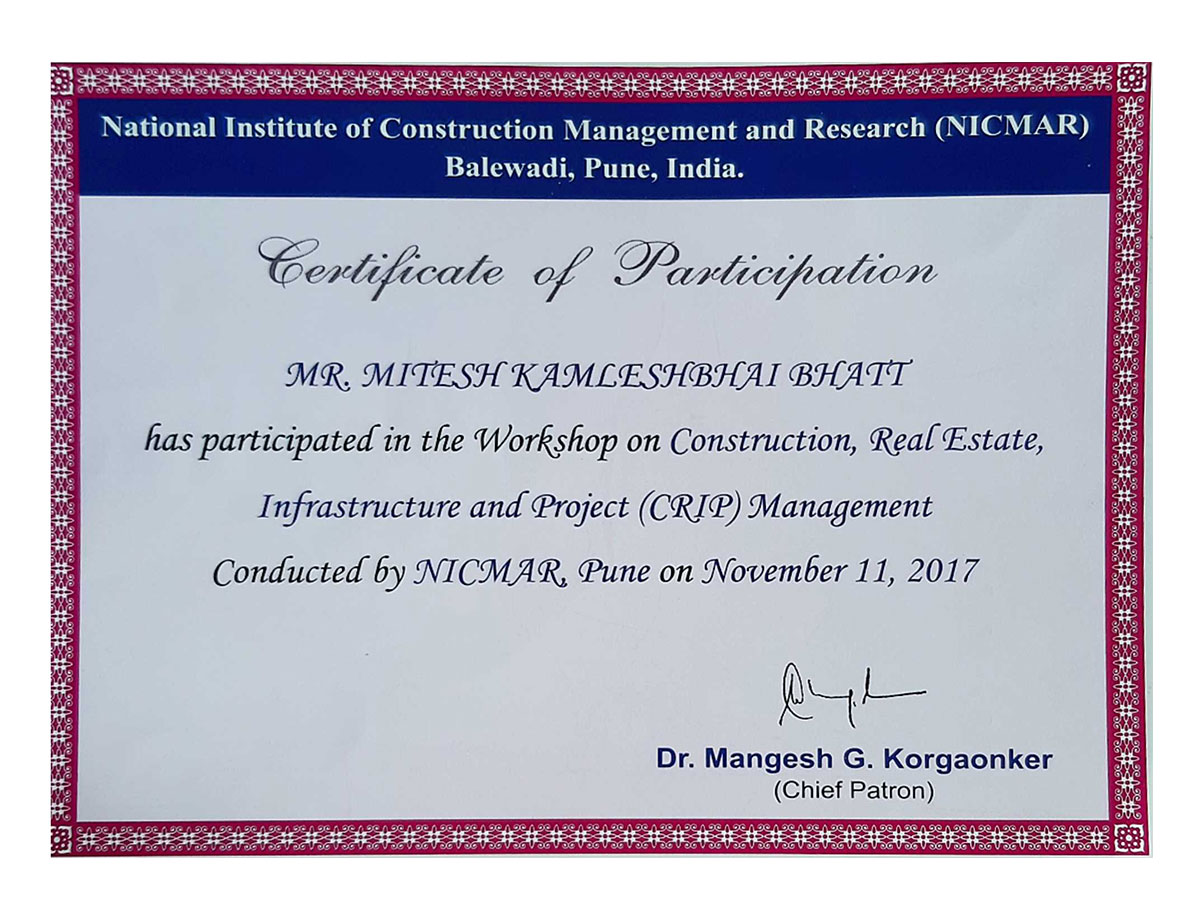 National Institute of Construction Management and Research (NICMAR)
Balewadi, Pune, India.
Certificate of Participation
MR. MITESH KAMLESHBHAI BHATT
has participated in the Workshop on Construction, Real Estate,
Infrastructure and Project (CRIP) Management
Conducted by NICMAR, Pune on November 11, 2017
Dr. Mangesh G. Korgaonker
(Chief Patron)